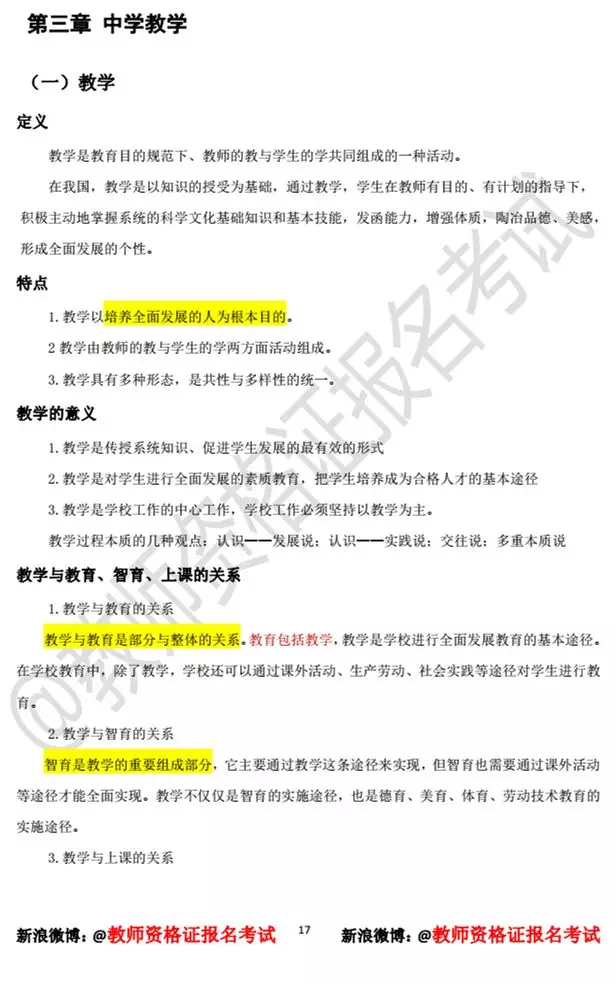 第三章 中学教学
（一）教学
定义
教学是教育目的规范下、教师的教与学生的学共同组成的一种活动。
在我国，教学是以知识的授受为基础，通过教学，学生在教师有目的、有计划的指导下，
积极主动地掌握系统的科学文化基础知识和基本技能，发函能力，增强体质，陶冶品德、美感，
形成全面发展的个性。
特点
1. 教学以培养全面发展的人为根本目的。
2 教学由教师的教与学生的学两方面活动组成。
3. 教学具有多种形态，是共性与多样性的统一。
教学的意义
1. 教学是传授系统知识、促进学生发展的最有效的形式
2. 教学是对学生进行全面发展的素质教育，把学生培养成为合格人才的基本途径
3. 教学是学校工作的中心工作，学校工作必须坚持以教学为主。
教学过程本质的几种观点：认识——发展说；认识——实践说；交往说；多重本质说
教学与教育、智育、上课的关系
1. 教学与教育的关系
教学与教育是部分与整体的关系。教育包括教学，教学是学校进行全面发展教育的基本途径。
在学校教育中，除了教学，学校还可以通过课外活动、生产劳动、社会实践等途径对学生进行教
育。
2. 教学与智育的关系
智育是教学的重要组成部分，它主要通过教学这条途径来实现，但智育也需要通过课外活动
等途径才能全面实现。教学不仅仅是智育的实施途径，也是德育、美育、体育、劳动技术教育的
实施途径。
3. 教学与上课的关系
@教师资格证报名考试
新浪微博：@教师资格证报名考试 17 新浪微博：@教师资格证报名考试